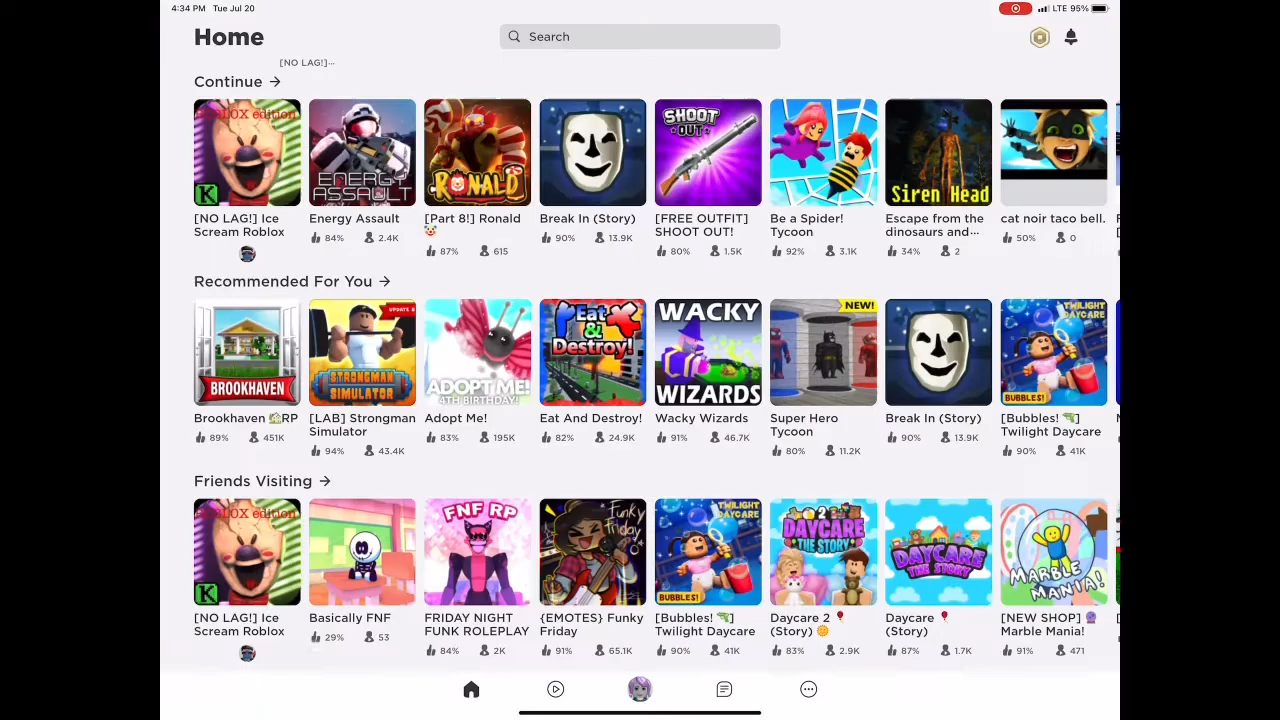 4:34 PM Tue Jul 20
LTE 95%
Home
Search
[NO LAG!]...
Continue →
ROBLOX edition
K
ENERGY
ASSAULT
RONALD
SHOOT
OUT
Siren Head
[NO LAG!] Ice
Scream Roblox
Energy Assault
84% 2.4K
[Part 8!] Ronald
🤡
87% 615
Break In (Story)
90% 13.9K
[FREE OUTFIT]
SHOOT OUT!
80% 1.5K
Be a Spider!
Tycoon
92% 3.1K
Escape from the
dinosaurs and...
34% 2
cat noir taco bell.
50% 0
Recommended For You →
BROOKHAVEN
UPDATE 8
STRONGMAN
SIMULATOR
ADOPT ME!
4TH BIRTHDAY!
Eat
&
Destroy!
WACKY
WIZARDS
NEW!
TWILIGHT
DAYCARE
BUBBLES!
Brookhaven 🏡RP
89% 451K
[LAB] Strongman
Simulator
94% 43.4K
Adopt Me!
83% 195K
Eat And Destroy!
82% 24.9K
Wacky Wizards
91% 46.7K
Super Hero
Tycoon
80% 11.2K
Break In (Story)
90% 13.9K
[Bubbles! 🔫]
Twilight Daycare
90% 41K
Friends Visiting →
ROBLOX edition
K
FNF RP
Funky
Friday
TWILIGHT
DAYCARE
BUBBLES!
2
DAYCARE
THE STORY
DAYCARE
THE STORY
MARBLE
MANIA!
[NO LAG!] Ice
Scream Roblox
Basically FNF
29% 53
FRIDAY NIGHT
FUNK ROLEPLAY
84% 2K
{EMOTES} Funky
Friday
91% 65.1K
[Bubbles! 🔫]
Twilight Daycare
90% 41K
Daycare 2 🎈
(Story) 🌞
83% 2.9K
Daycare 🎈
(Story)
87% 1.7K
[NEW SHOP] 🔮
Marble Mania!
91% 471